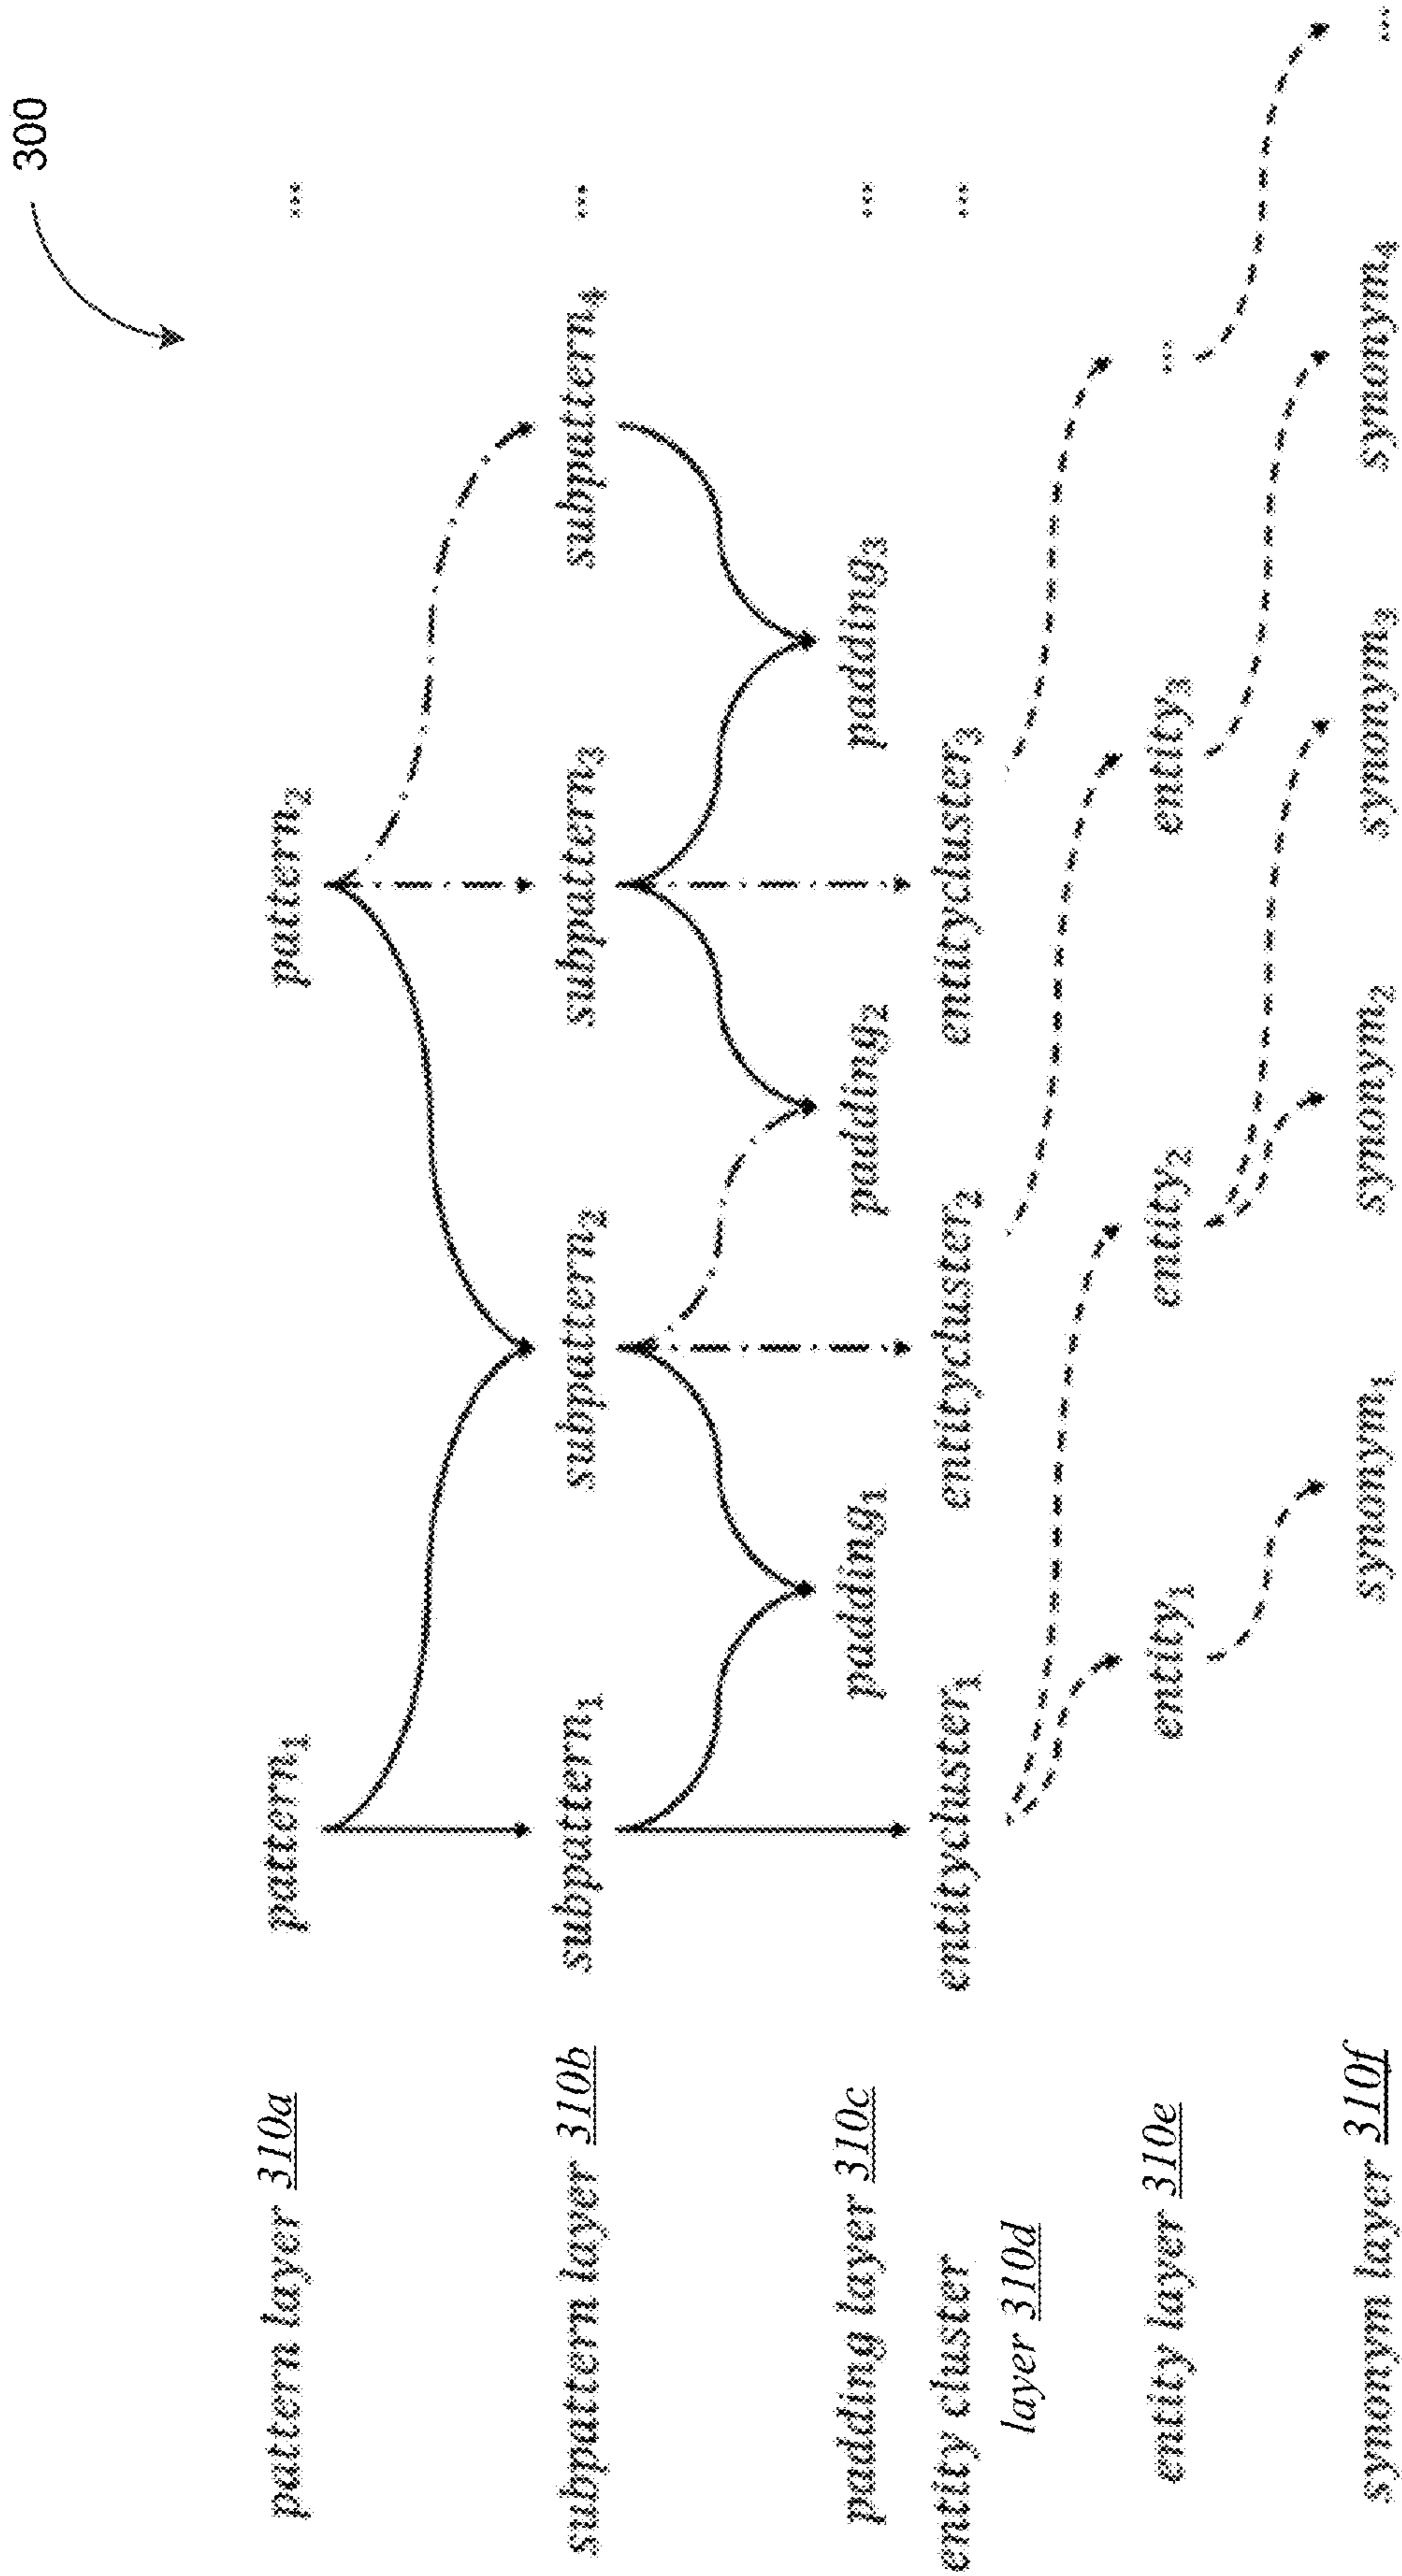 300
pattern layer 310a pattern₁ pattern₂ ...
subpattern layer 310b subpattern₁ subpattern₂ subpattern₃ subpattern₄ ...
padding layer 310c padding₁ padding₂ padding₃ ...
entity cluster entitycluster₁ entitycluster₂ entitycluster₃ ...
layer 310d
entity layer 310e entity₁ entity₂ entity₃ ...
synonym layer 310f synonym₁ synonym₂ synonym₃ synonym₄ ...